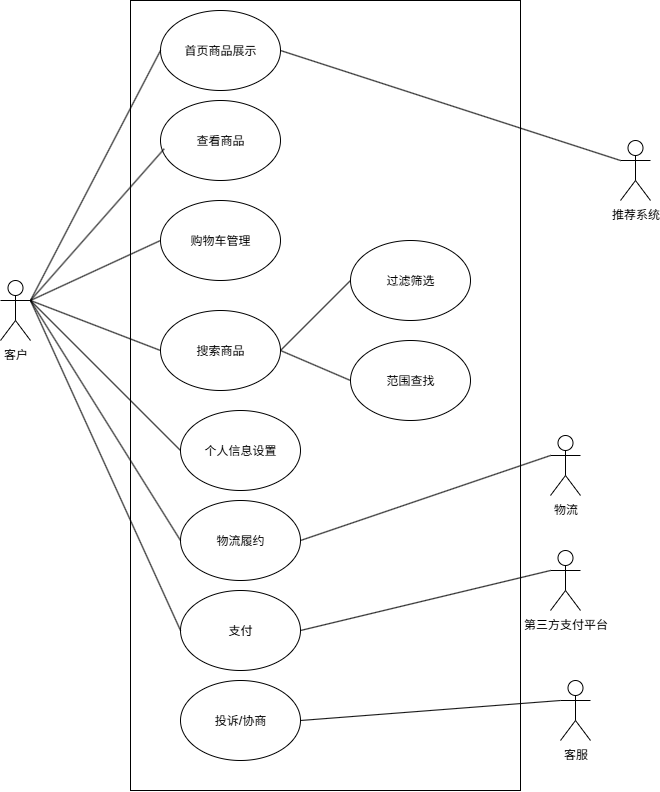 首页商品展示
查看商品
推荐系统
购物车管理
过滤筛选
客户
搜索商品
范围查找
个人信息设置
物流
物流履约
第三方支付平台
支付
投诉/协商
客服